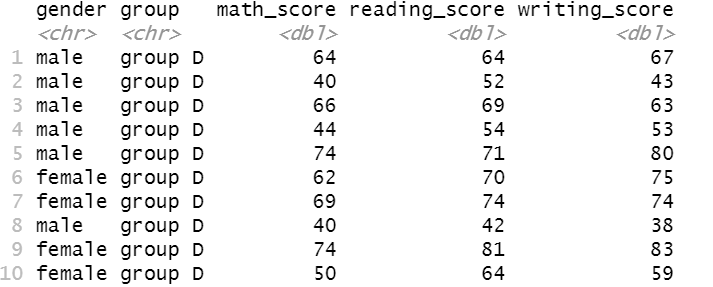 gender group math_score reading_score writing_score
<chr> <chr> <dbl> <dbl> <dbl>
1 male group D 64 64 67
2 male group D 40 52 43
3 male group D 66 69 63
4 male group D 44 54 53
5 male group D 74 71 80
6 female group D 62 70 75
7 female group D 69 74 74
8 male group D 40 42 38
9 female group D 74 81 83
10 female group D 50 64 59